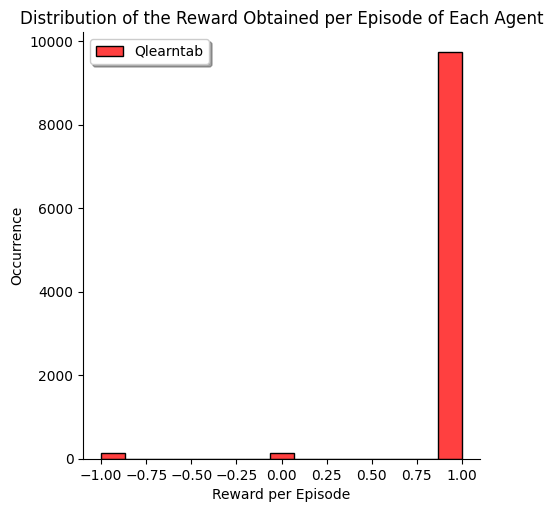 Distribution of the Reward Obtained per Episode of Each Agent
Qlearntab
10000
8000
6000
4000
2000
0
Occurrence
−1.00 −0.75 −0.50 −0.25 0.00 0.25 0.50 0.75 1.00
Reward per Episode